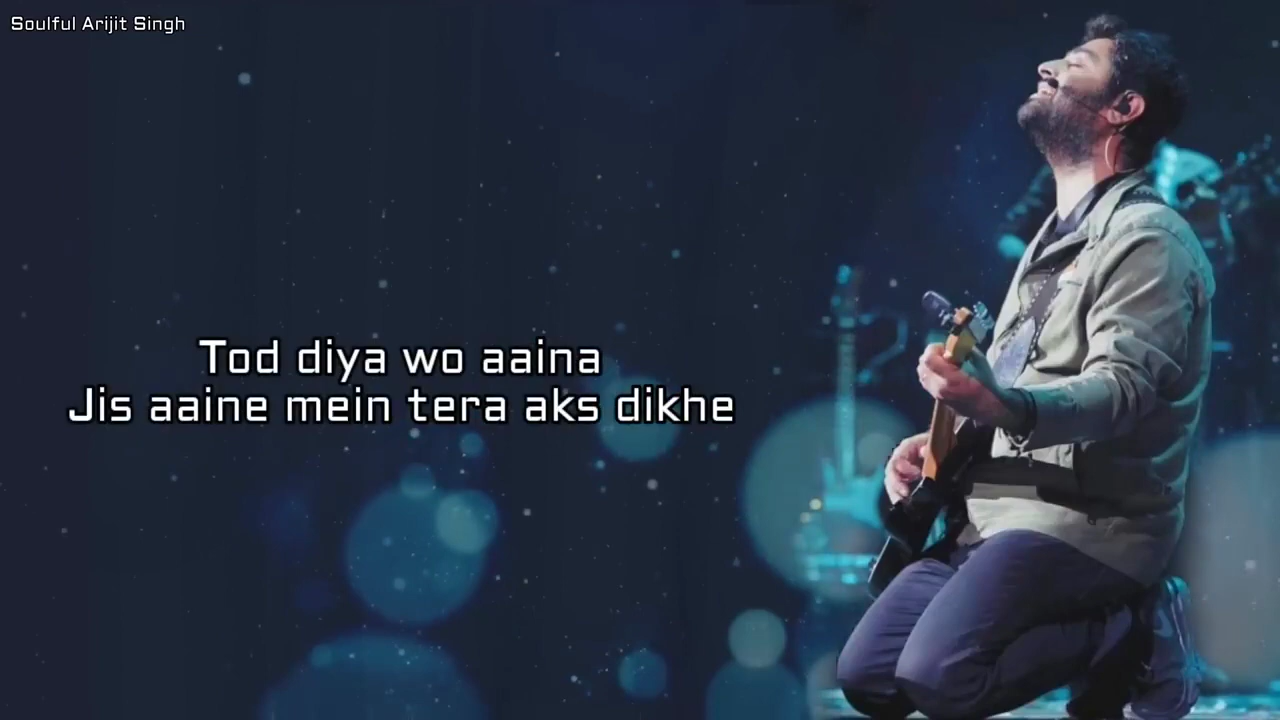 Soulful Arijit Singh
Tod diya wo aaina
Jis aaine mein tera aks dikhe